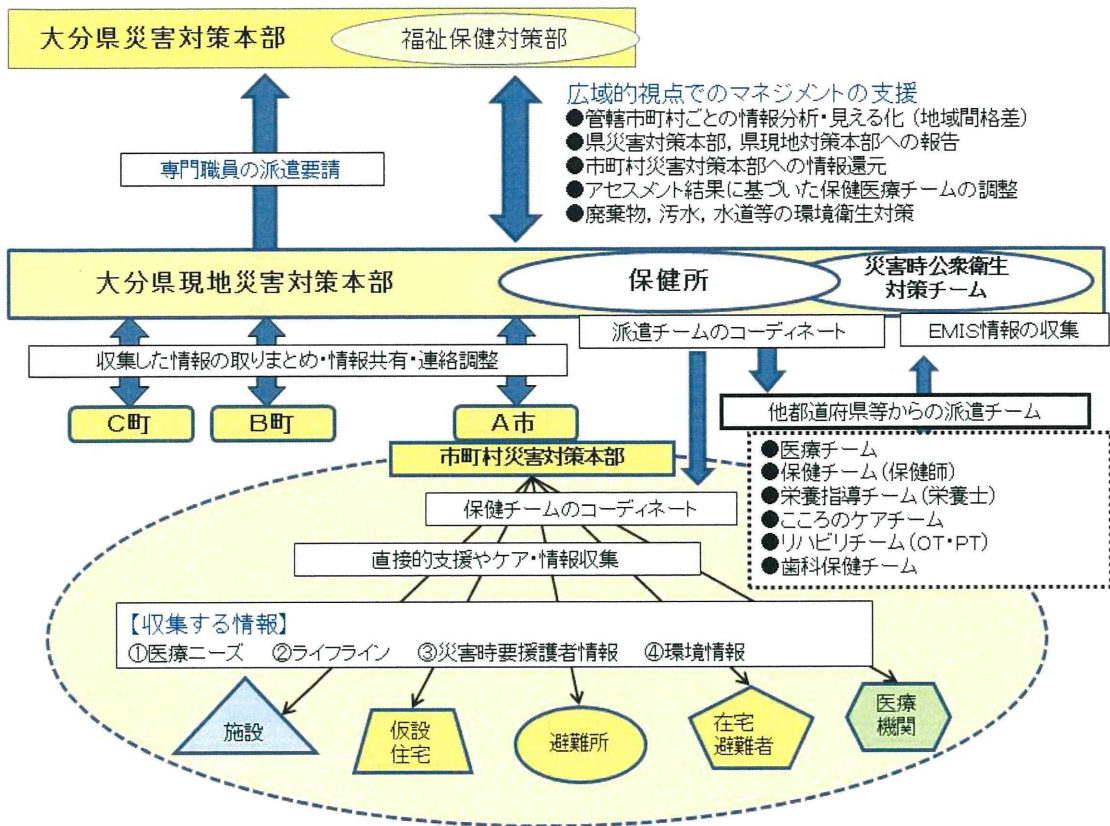 大分県災害対策本部
福祉保健対策部
広域的視点でのマネジメントの支援
●管轄市町村ごとの情報分析・見える化（地域間格差）
●県災害対策本部，県現地対策本部への報告
●市町村災害対策本部への情報還元
●アセスメント結果に基づいた保健医療チームの調整
●廃棄物，汚水，水道等の環境衛生対策
専門職員の派遣要請
大分県現地災害対策本部
保健所
災害時公衆衛生
対策チーム
派遣チームのコーディネート
EMIS情報の収集
収集した情報の取りまとめ・情報共有・連絡調整
他都道府県等からの派遣チーム
C町
B町
A市
市町村災害対策本部
●医療チーム
●保健チーム（保健師）
●栄養指導チーム（栄養士）
●こころのケアチーム
●リハビリチーム（OT・PT）
●歯科保健チーム
保健チームのコーディネート
直接的支援やケア・情報収集
【収集する情報】
①医療ニーズ　②ライフライン　③災害時要援護者情報　④環境情報
施設
仮設
住宅
避難所
在宅
避難者
医療
機関